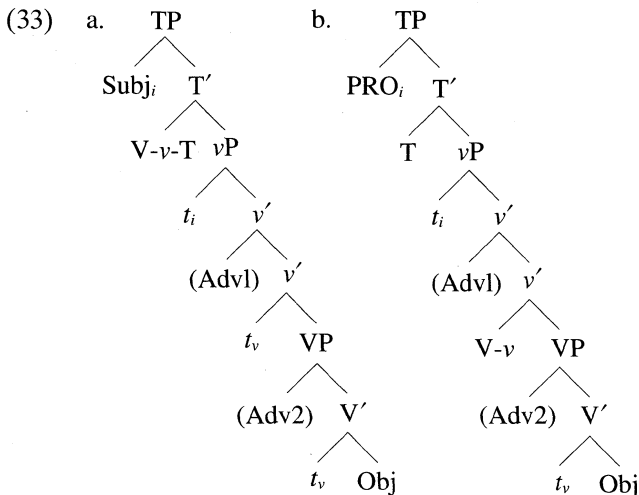 (33) a. TP b. TP
Subjᵢ T′ PROᵢ T′
V-v-T vP T vP
tᵢ v′ tᵢ v′
(Advl) v′ (Advl) v′
tᵥ VP V-v VP
(Adv2) V′ (Adv2) V′
tᵥ Obj tᵥ Obj